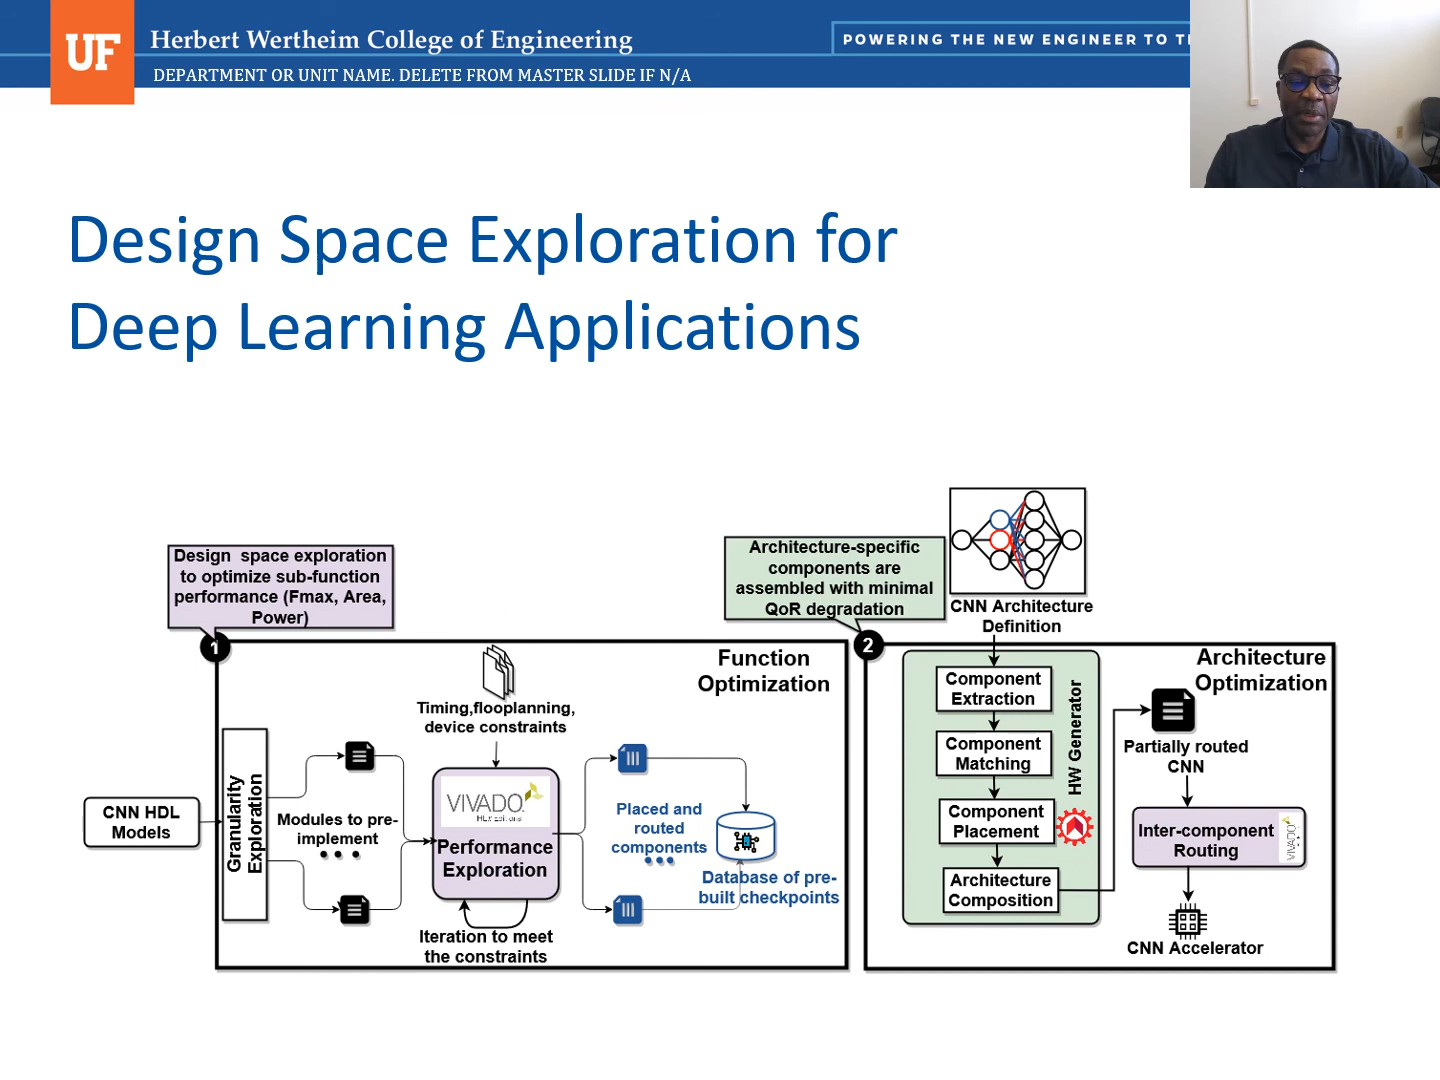 UF
Herbert Wertheim College of Engineering
POWERING THE NEW ENGINEER TO
DEPARTMENT OR UNIT NAME. DELETE FROM MASTER SLIDE IF N/A
Design Space Exploration for
Deep Learning Applications
Design space exploration
to optimize sub-function
performance (Fmax, Area,
Power)
1
Function
Optimization
Timing,flooplanning,
device constraints
CNN HDL
Models
Granularity
Exploration
Modules to pre-
implement
VIVADO
HLx Editions
Performance
Exploration
Iteration to meet
the constraints
Placed and
routed
components
Database of pre-
built checkpoints
Architecture-specific
components are
assembled with minimal
QoR degradation
2
CNN Architecture
Definition
Architecture
Optimization
Component
Extraction
Component
Matching
Component
Placement
Architecture
Composition
HW Generator
Partially routed
CNN
Inter-component
Routing
VIVADO
CNN Accelerator